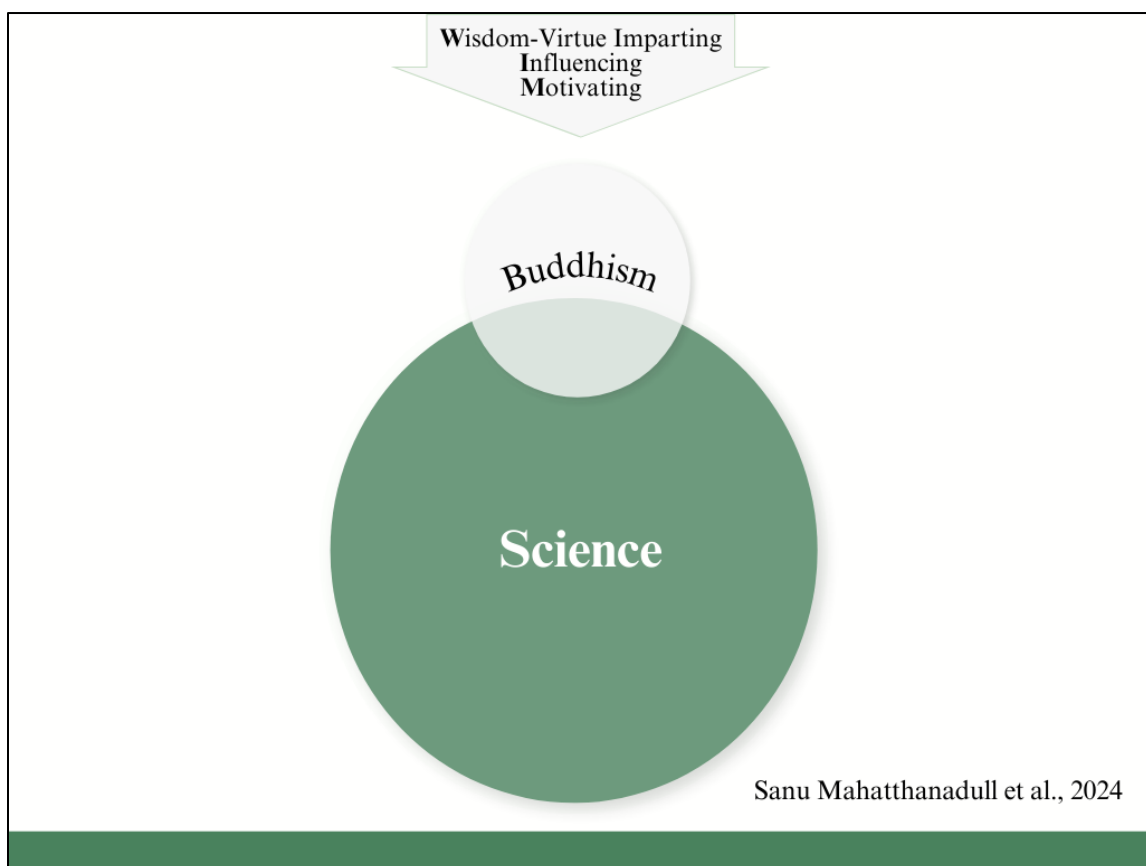 Wisdom-Virtue Imparting
Influencing
Motivating
Buddhism
Science
Sanu Mahatthanadull et al., 2024